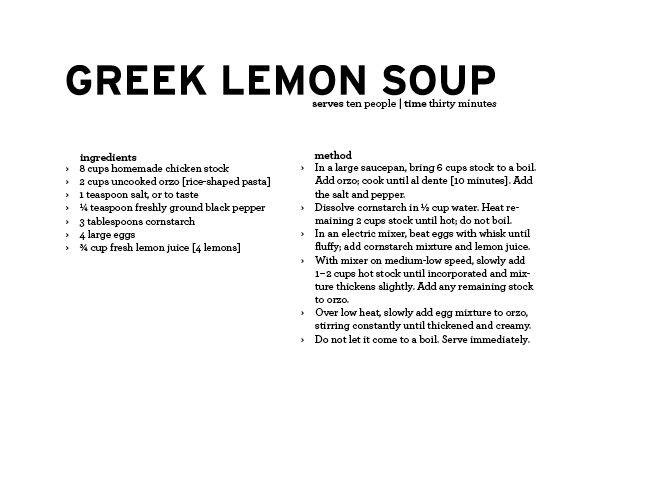 GREEK LEMON SOUP
serves ten people | time thirty minutes
ingredients
› 8 cups homemade chicken stock
› 2 cups uncooked orzo [rice-shaped pasta]
› 1 teaspoon salt, or to taste
› ¼ teaspoon freshly ground black pepper
› 3 tablespoons cornstarch
› 4 large eggs
› ¾ cup fresh lemon juice [4 lemons]
method
› In a large saucepan, bring 6 cups stock to a boil.
Add orzo; cook until al dente [10 minutes]. Add
the salt and pepper.
› Dissolve cornstarch in ½ cup water. Heat re-
maining 2 cups stock until hot; do not boil.
› In an electric mixer, beat eggs with whisk until
fluffy; add cornstarch mixture and lemon juice.
› With mixer on medium-low speed, slowly add
1–2 cups hot stock until incorporated and mix-
ture thickens slightly. Add any remaining stock
to orzo.
› Over low heat, slowly add egg mixture to orzo,
stirring constantly until thickened and creamy.
› Do not let it come to a boil. Serve immediately.